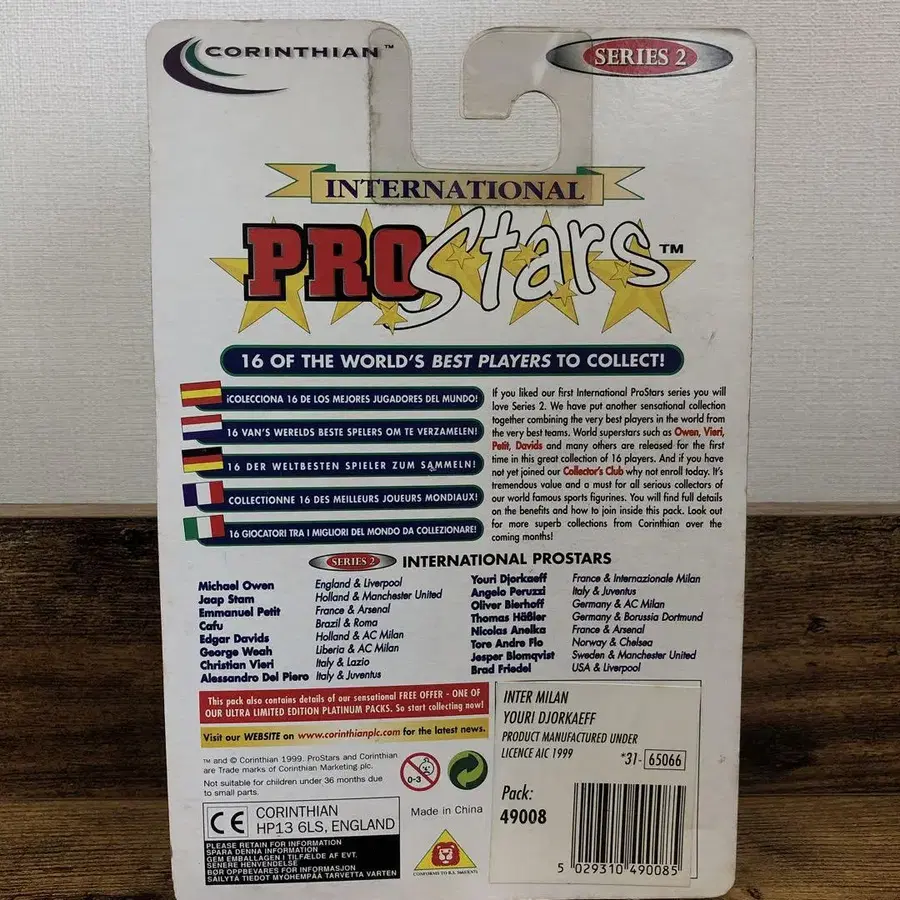 CORINTHIAN™
SERIES 2
INTERNATIONAL
PROStars™
16 OF THE WORLD'S BEST PLAYERS TO COLLECT!
¡COLECCIONA 16 DE LOS MEJORES JUGADORES DEL MUNDO!
16 VAN'S WERELDS BESTE SPELERS OM TE VERZAMELEN!
16 DER WELTBESTEN SPIELER ZUM SAMMELN!
COLLECTIONNE 16 DES MEILLEURS JOUEURS MONDIAUX!
16 GIOCATORI TRA I MIGLIORI DEL MONDO DA COLLEZIONARE!
If you liked our first International ProStars series you will
love Series 2. We have put another sensational collection
together combining the very best players in the world from
the very best teams. World superstars such as Owen, Vieri,
Petit, Davids and many others are released for the first
time in this great collection of 16 players. And if you have
not yet joined our Collector's Club why not enroll today. It's
tremendous value and a must for all serious collectors of
our world famous sports figurines. You will find full details
on the benefits and how to join inside this pack. Look out
for more superb collections from Corinthian over the
coming months!
SERIES 2 INTERNATIONAL PROSTARS
Michael Owen England & Liverpool
Jaap Stam Holland & Manchester United
Emmanuel Petit France & Arsenal
Cafu Brazil & Roma
Edgar Davids Holland & AC Milan
George Weah Liberia & AC Milan
Christian Vieri Italy & Lazio
Alessandro Del Piero Italy & Juventus
Youri Djorkaeff France & Internazionale Milan
Angelo Peruzzi Italy & Juventus
Oliver Bierhoff Germany & AC Milan
Thomas Häßler Germany & Borussia Dortmund
Nicolas Anelka France & Arsenal
Tore Andre Flo Norway & Chelsea
Jesper Blomqvist Sweden & Manchester United
Brad Friedel USA & Liverpool
This pack also contains details of our sensational FREE OFFER - ONE OF
OUR ULTRA LIMITED EDITION PLATINUM PACKS. So start collecting now!
Visit our WEBSITE on www.corinthianplc.com for the latest news.
™ and © Corinthian 1999. ProStars and Corinthian
are Trade marks of Corinthian Marketing plc.
Not suitable for children under 36 months due
to small parts.
0-3
CE CORINTHIAN
HP13 6LS, ENGLAND
Made in China
PLEASE RETAIN FOR INFORMATION
SPARA DENNA INFORMATION
GEM EMBALLAGEN I TILFÆLDE AF EVT.
SENERE HENVENDELSE
BØR OPPBEVARES FOR INFORMASJON
SAILYTA TIEDOT MYOHEMPAA TARVETTA VARTEN
INTER MILAN
YOURI DJORKAEFF
PRODUCT MANUFACTURED UNDER
LICENCE AIC 1999
*31- 65066
Pack:
49008
5 029310 490085